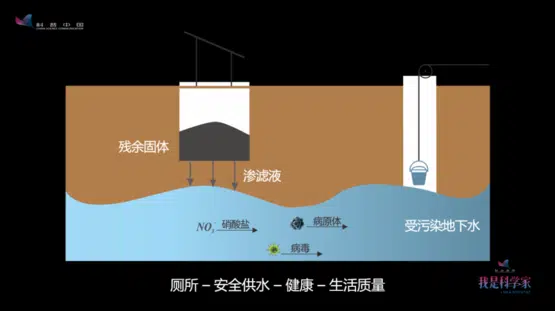 科普中国
残余固体
渗滤液
NO₃⁻ 硝酸盐
病原体
受污染地下水
病毒
我是科学家
厕所 – 安全供水 – 健康 – 生活质量